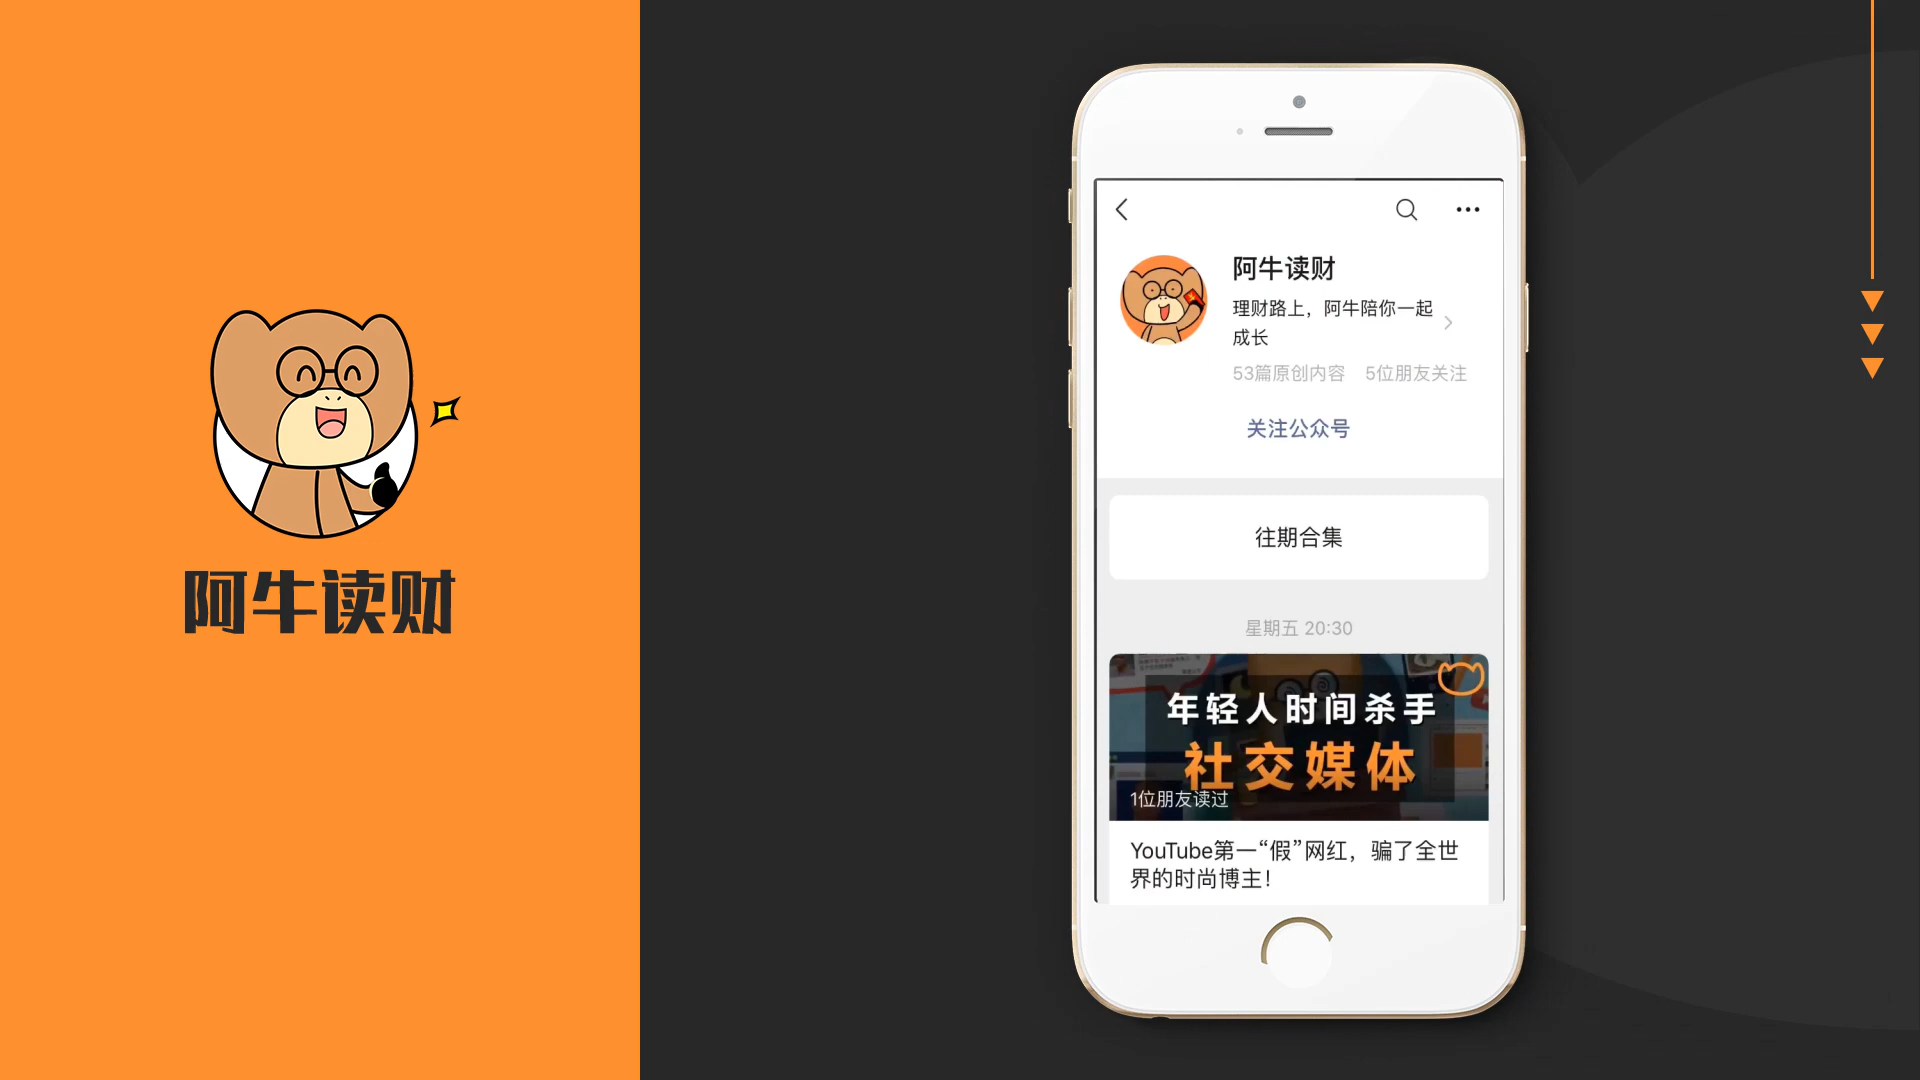 阿牛读财
阿牛读财
理财路上，阿牛陪你一起
成长
53篇原创内容 5位朋友关注
关注公众号
往期合集
星期五 20:30
年轻人时间杀手
社交媒体
1位朋友读过
YouTube第一“假”网红，骗了全世
界的时尚博主！